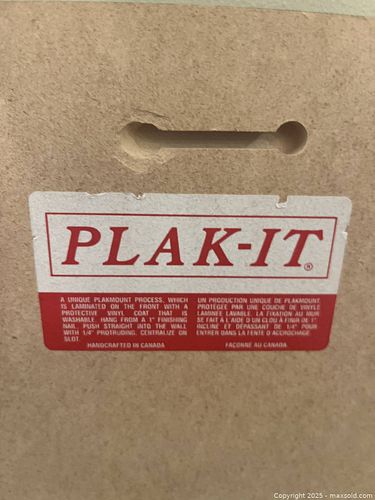 PLAK-IT®
A UNIQUE PLAKMOUNT PROCESS, WHICH
IS LAMINATED ON THE FRONT WITH A
PROTECTIVE VINYL COAT THAT IS
WASHABLE. HANG FROM A 1" FINISHING
NAIL. PUSH STRAIGHT INTO THE WALL
WITH 1/4" PROTRUDING. CENTRALIZE OR
SLOT.
HANDCRAFTED IN CANADA
UN PRODUCTION UNIQUE DE PLAKMOUNT
PROTEGÉE PAR UNE COUCHE DE VINYLE
LAMINÉE LAVABLE. LA FIXATION AU MUR
SE FAIT À L'AIDE D'UN CLOU À FINIR DE 1"
INCLINÉ ET DÉPASSANT DE 1/4" POUR
ENTRER DANS LA FENTE D'ACCROCHAGE.
FAÇONNÉ AU CANADA
Copyright © 2025 - maxsold.com